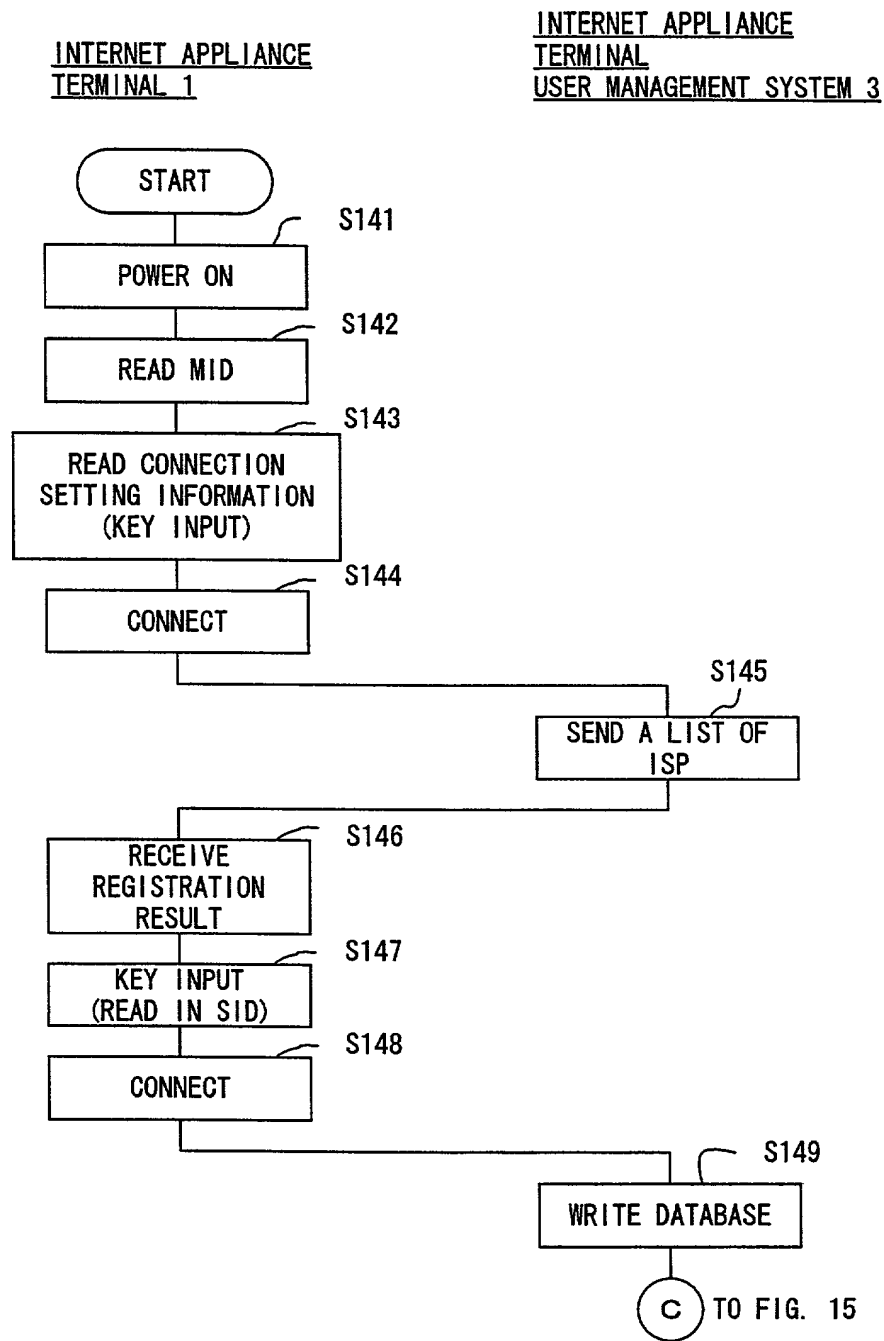 INTERNET APPLIANCE
TERMINAL 1
INTERNET APPLIANCE
TERMINAL
USER MANAGEMENT SYSTEM 3
START
S141
POWER ON
S142
READ MID
S143
READ CONNECTION
SETTING INFORMATION
(KEY INPUT)
S144
CONNECT
S145
SEND A LIST OF
ISP
S146
RECEIVE
REGISTRATION
RESULT
S147
KEY INPUT
(READ IN SID)
S148
CONNECT
S149
WRITE DATABASE
C TO FIG. 15